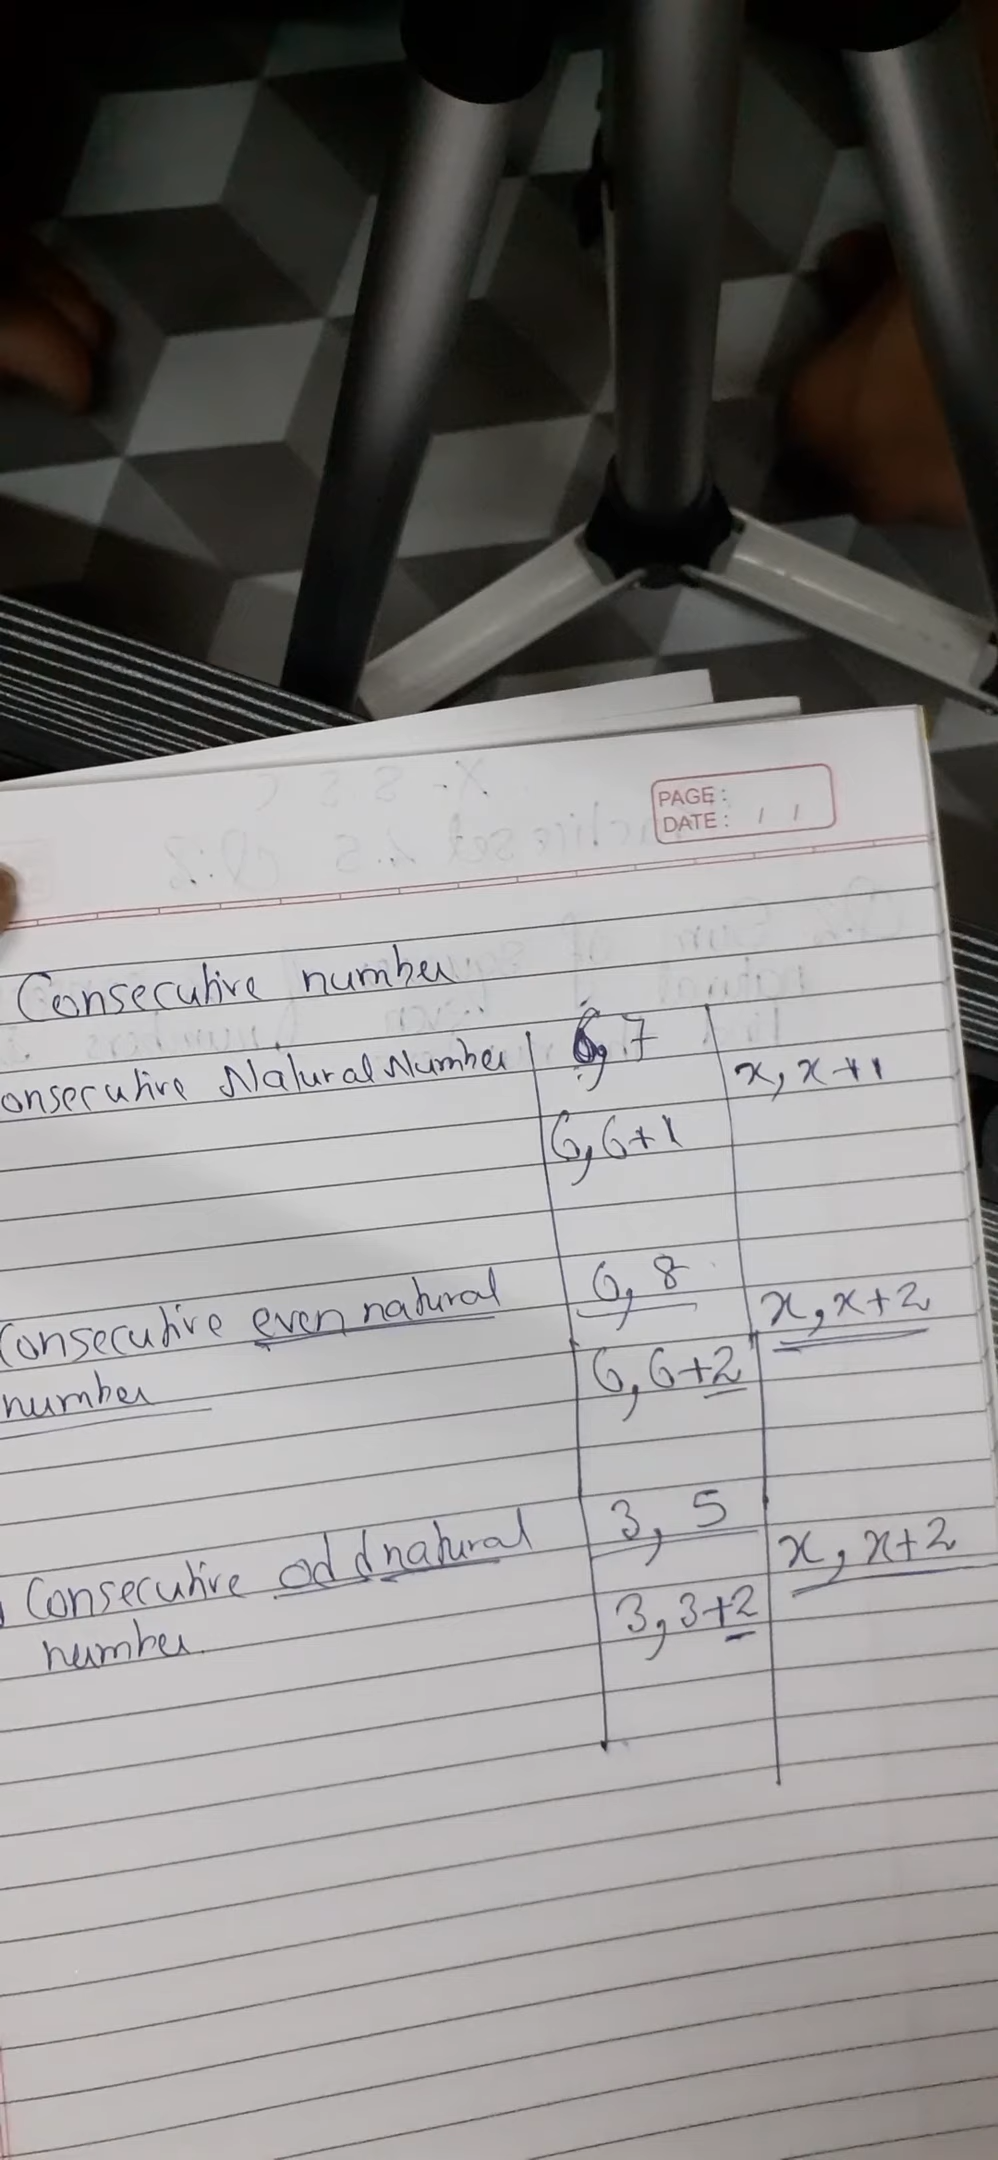 PAGE:
DATE: / /
Consecutive number
onsecutive Natural Number 6, 7 x, x+1
6, 6+1
Consecutive even natural 6, 8 x, x+2
number 6, 6+2
Consecutive odd natural 3, 5 x, x+2
number. 3, 3+2